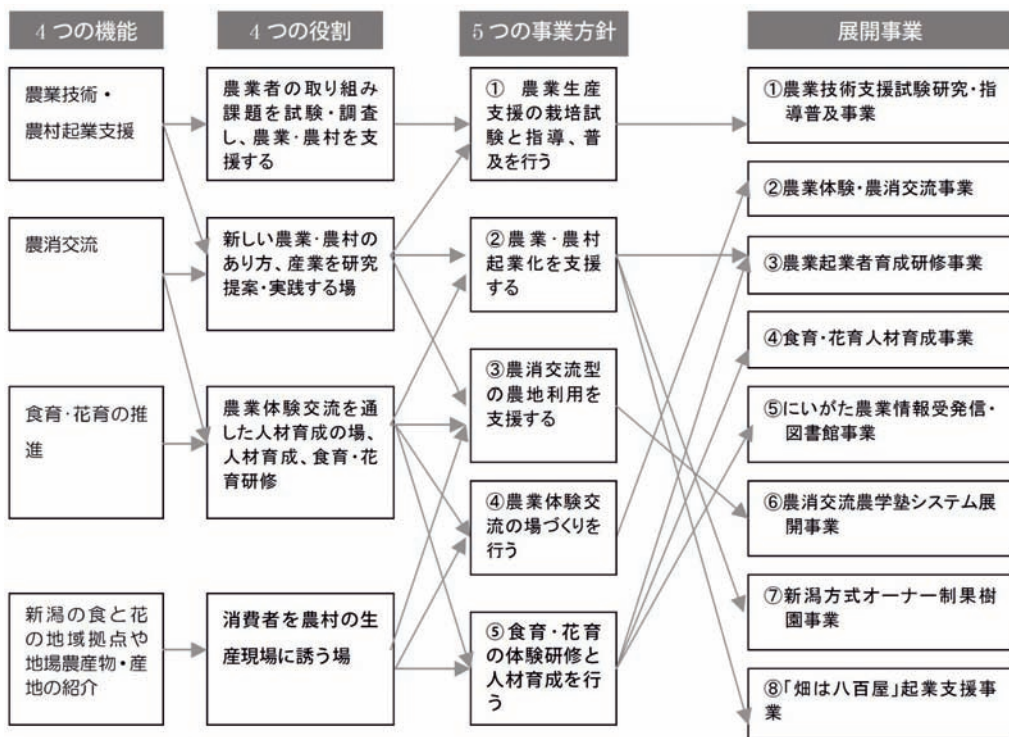 4つの機能
農業技術・
農村起業支援
農消交流
食育・花育の推
進
新潟の食と花
の地域拠点や
地場農産物・産
地の紹介
4つの役割
農業者の取り組み
課題を試験・調査
し、農業・農村を支
援する
新しい農業・農村の
あり方、産業を研究
提案・実践する場
農業体験交流を通
した人材育成の場、
人材育成、食育・花
育研修
消費者を農村の生
産現場に誘う場
5つの事業方針
① 農業生産
支援の栽培試
験と指導、普
及を行う
②農業・農村
起業化を支援
する
③農消交流型
の農地利用を
支援する
④農業体験交
流の場づくりを
行う
⑤食育・花育
の体験研修と
人材育成を行
う
展開事業
①農業技術支援試験研究・指
導普及事業
②農業体験・農消交流事業
③農業起業者育成研修事業
④食育・花育人材育成事業
⑤にいがた農業情報受発信・
図書館事業
⑥農消交流農学塾システム展
開事業
⑦新潟方式オーナー制果樹
園事業
⑧「畑は八百屋」起業支援事
業